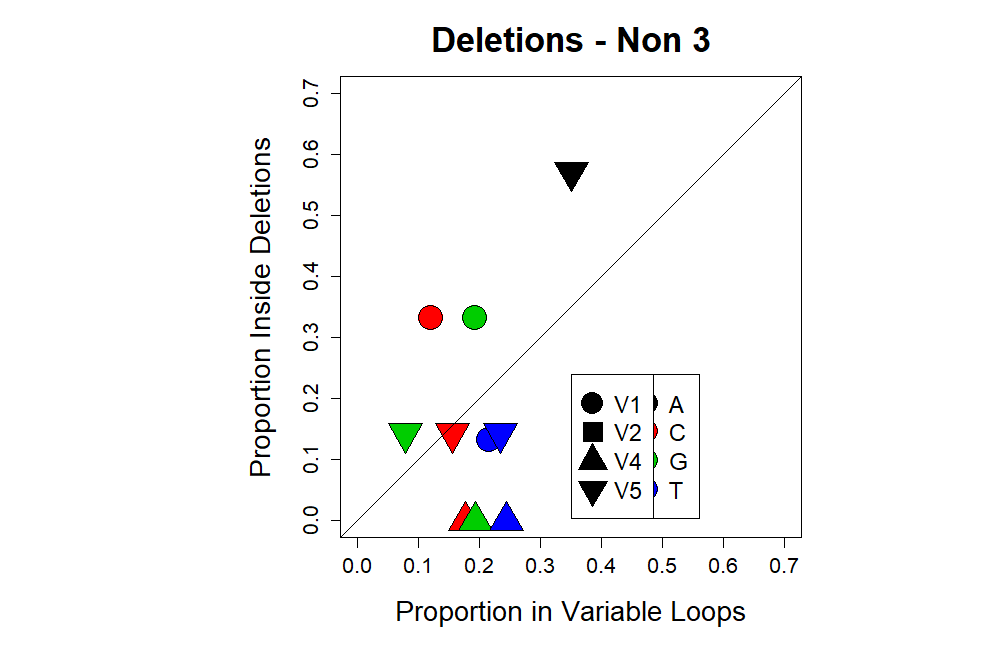 Deletions - Non 3
Proportion Inside Deletions
0.7
0.6
0.5
0.4
0.3
0.2
0.1
0.0
V1 A
V2 C
V4 G
V5 T
0.0 0.1 0.2 0.3 0.4 0.5 0.6 0.7
Proportion in Variable Loops